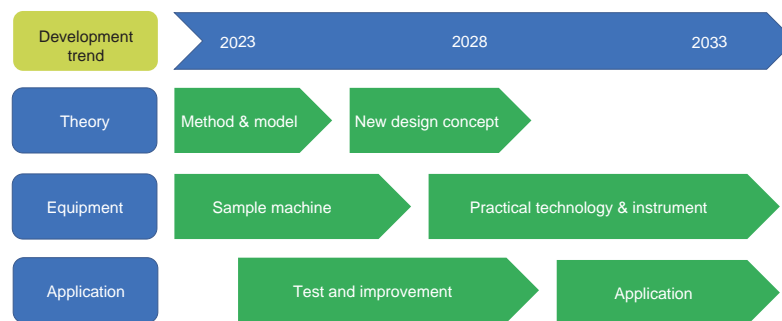 Development
trend
2023
2028
2033
Theory
Method & model
New design concept
Equipment
Sample machine
Practical technology & instrument
Application
Test and improvement
Application